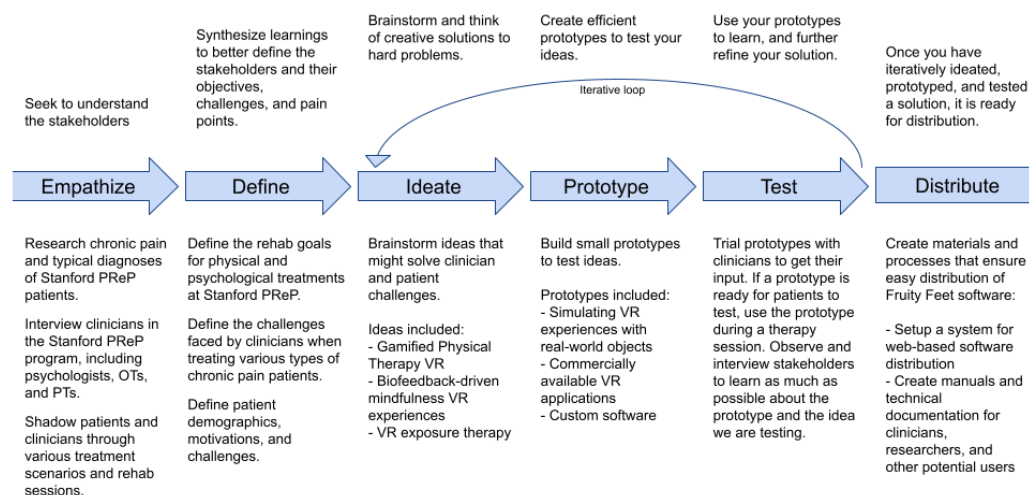 Seek to understand
the stakeholders
Synthesize learnings
to better define the
stakeholders and their
objectives,
challenges, and pain
points.
Brainstorm and think
of creative solutions to
hard problems.
Create efficient
prototypes to test your
ideas.
Use your prototypes
to learn, and further
refine your solution.
Once you have
iteratively ideated,
prototyped, and tested
a solution, it is ready
for distribution.
Iterative loop
Empathize
Define
Ideate
Prototype
Test
Distribute
Research chronic pain
and typical diagnoses
of Stanford PReP
patients.
Interview clinicians in
the Stanford PReP
program, including
psychologists, OTs,
and PTs.
Shadow patients and
clinicians through
various treatment
scenarios and rehab
sessions.
Define the rehab goals
for physical and
psychological treatments
at Stanford PReP.
Define the challenges
faced by clinicians when
treating various types of
chronic pain patients.
Define patient
demographics,
motivations, and
challenges.
Brainstorm ideas that
might solve clinician
and patient
challenges.
Ideas included:
- Gamified Physical
Therapy VR
- Biofeedback-driven
mindfulness VR
experiences
- VR exposure therapy
Build small prototypes
to test ideas.
Prototypes included:
- Simulating VR
experiences with
real-world objects
- Commercially
available VR
applications
- Custom software
Trial prototypes with
clinicians to get their
input. If a prototype is
ready for patients to
test, use the prototype
during a therapy
session. Observe and
interview stakeholders
to learn as much as
possible about the
prototype and the idea
we are testing.
Create materials and
processes that ensure
easy distribution of
Fruity Feet software:
- Setup a system for
web-based software
distribution
- Create manuals and
technical
documentation for
clinicians,
researchers, and
other potential users